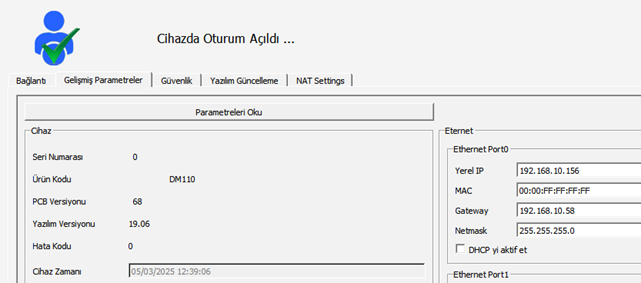 Cihazda Oturum Açıldı ...
Bağlantı Gelişmiş Parametreler Güvenlik Yazılım Güncelleme NAT Settings
Parametreleri Oku
Cihaz
Seri Numarası 0
Ürün Kodu DM110
PCB Versiyonu 68
Yazılım Versiyonu 19.06
Hata Kodu 0
Cihaz Zamanı 05/03/2025 12:39:06
Eternet
Ethernet Port0
Yerel IP 192.168.10.156
MAC 00:00:FF:FF:FF:FF
Gateway 192.168.10.58
Netmask 255.255.255.0
DHCP yi aktif et
Ethernet Port1